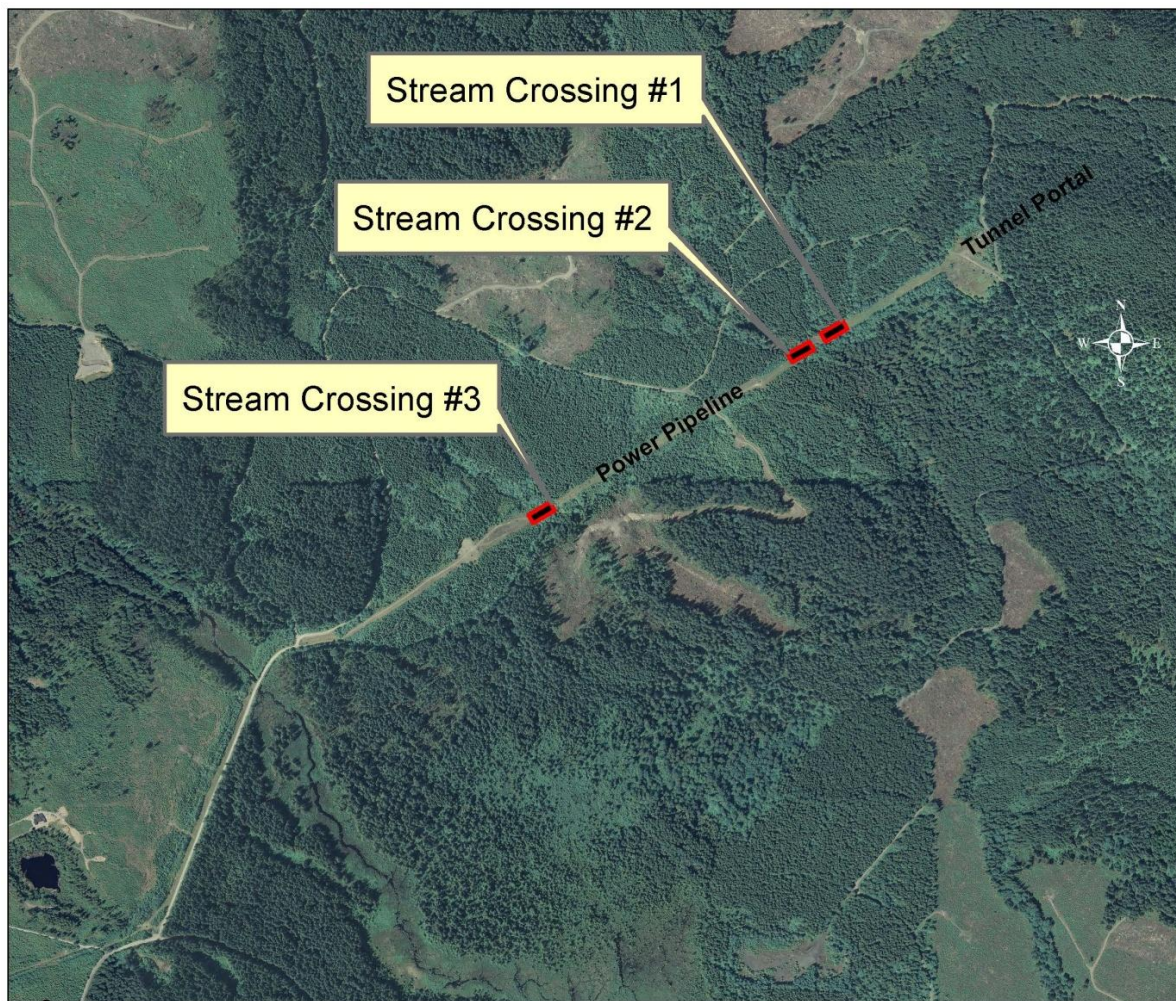 Stream Crossing #1
Stream Crossing #2
Tunnel Portal
N
W E
S
Power Pipeline
Stream Crossing #3